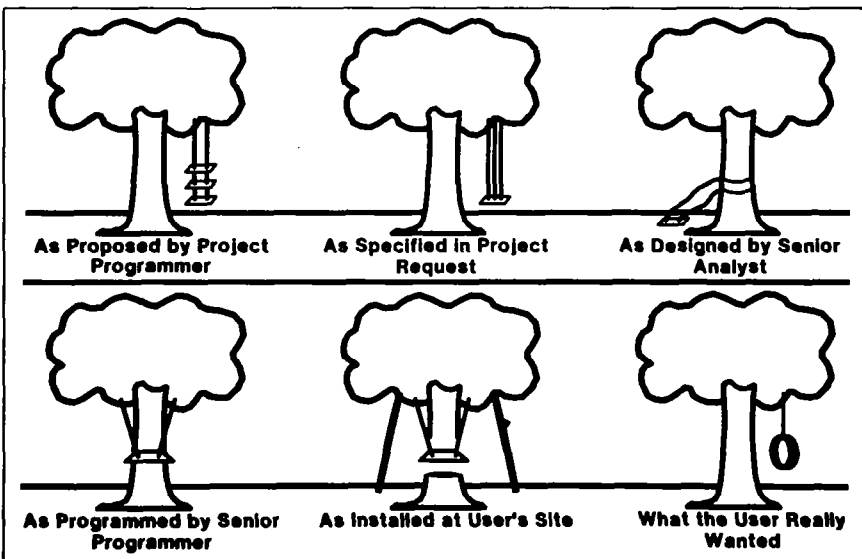 As Proposed by Project
Programmer
As Specified in Project
Request
As Designed by Senior
Analyst
As Programmed by Senior
Programmer
As Installed at User's Site
What the User Really
Wanted